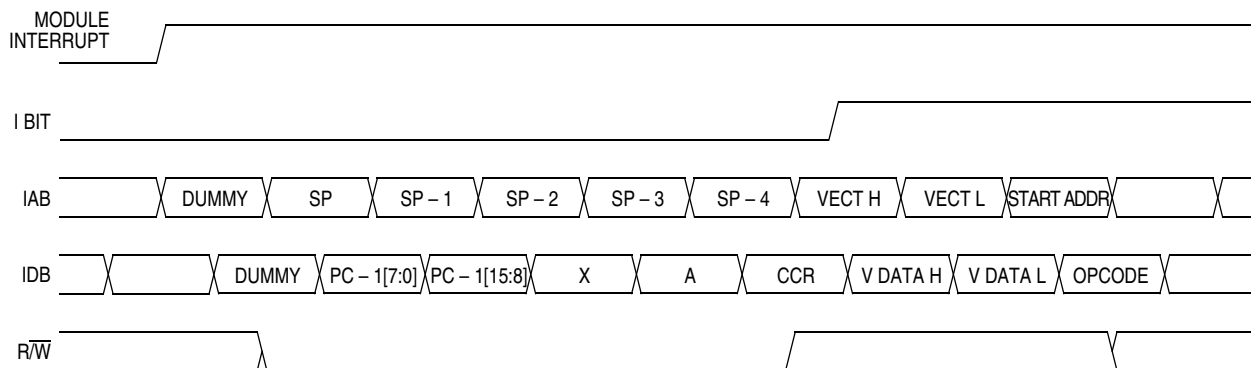 MODULE
INTERRUPT
I BIT
IAB DUMMY SP SP – 1 SP – 2 SP – 3 SP – 4 VECT H VECT L START ADDR
IDB DUMMY PC – 1[7:0] PC – 1[15:8] X A CCR V DATA H V DATA L OPCODE
R/W